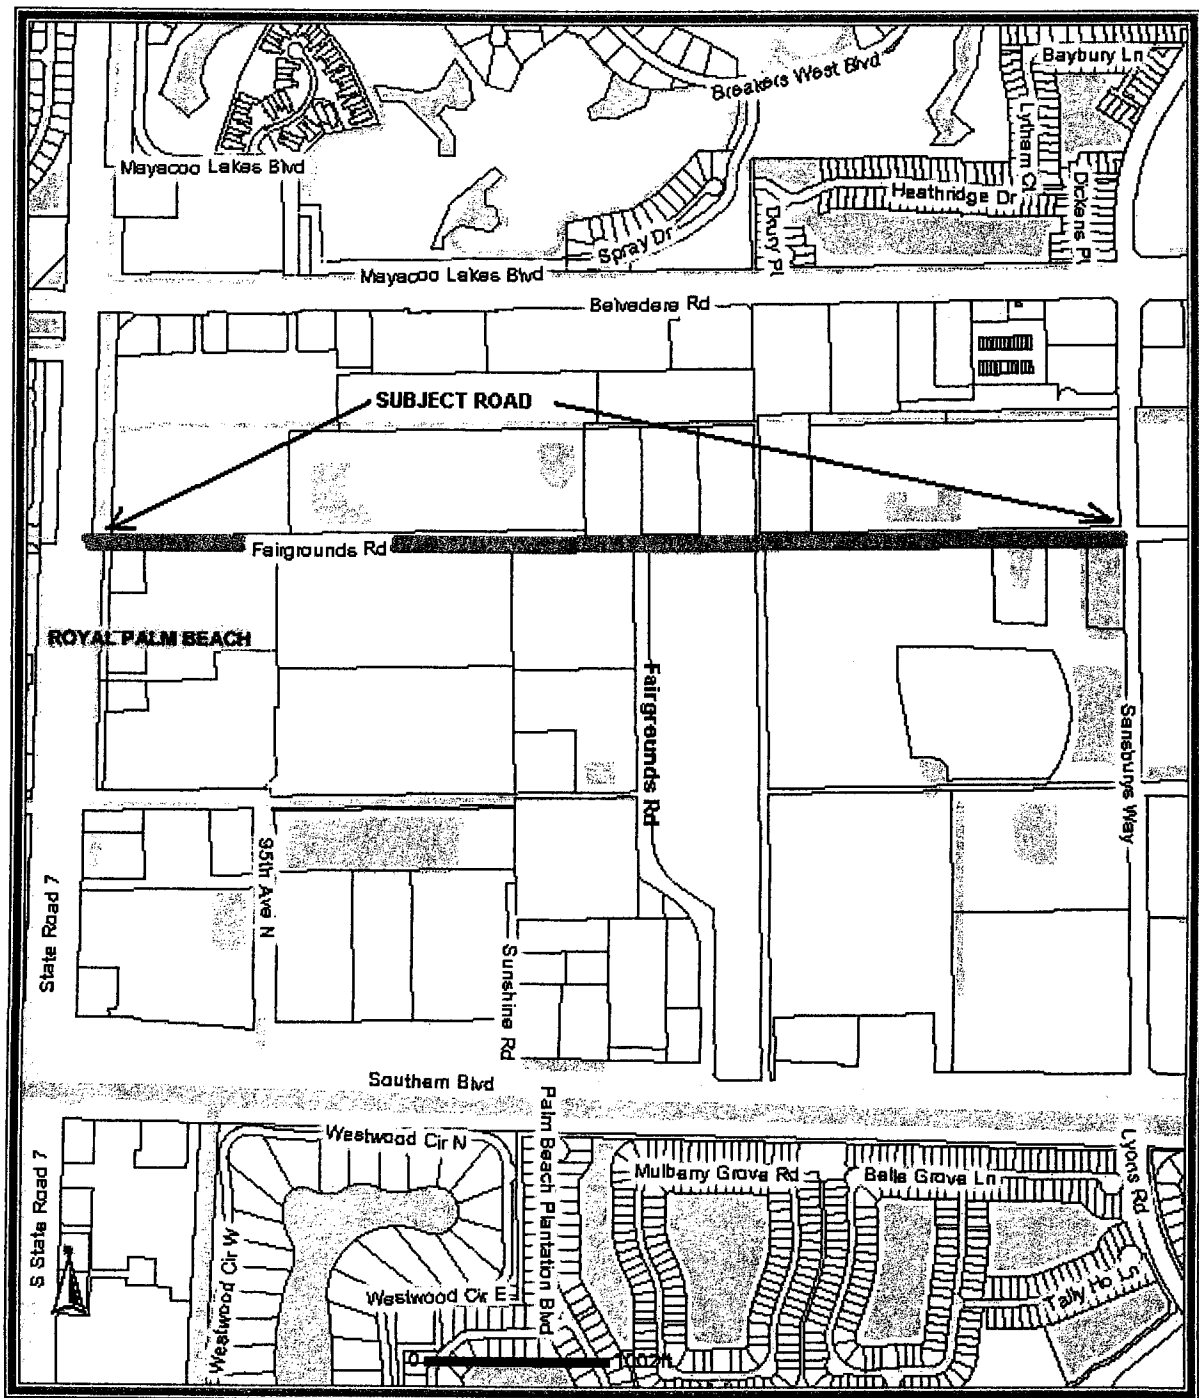 Baybury Ln
Breakers West Blvd
Lytham Ct
Mayacoo Lakes Blvd
Heathridge Dr
Dickens Pl
Drury Pl
Spray Dr
Mayacoo Lakes Blvd
Belvedere Rd
SUBJECT ROAD
Fairgrounds Rd
ROYAL PALM BEACH
Fairgrounds Rd
Sansburys Way
95th Ave N
State Road 7
Sunshine Rd
Southern Blvd
Palm Beach Plantation Blvd
Westwood Cir N
Lyons Rd
Mulberry Grove Rd
Belle Grove Ln
S State Road 7
Westwood Cir W
Westwood Cir E
Tally Ho Ln
0